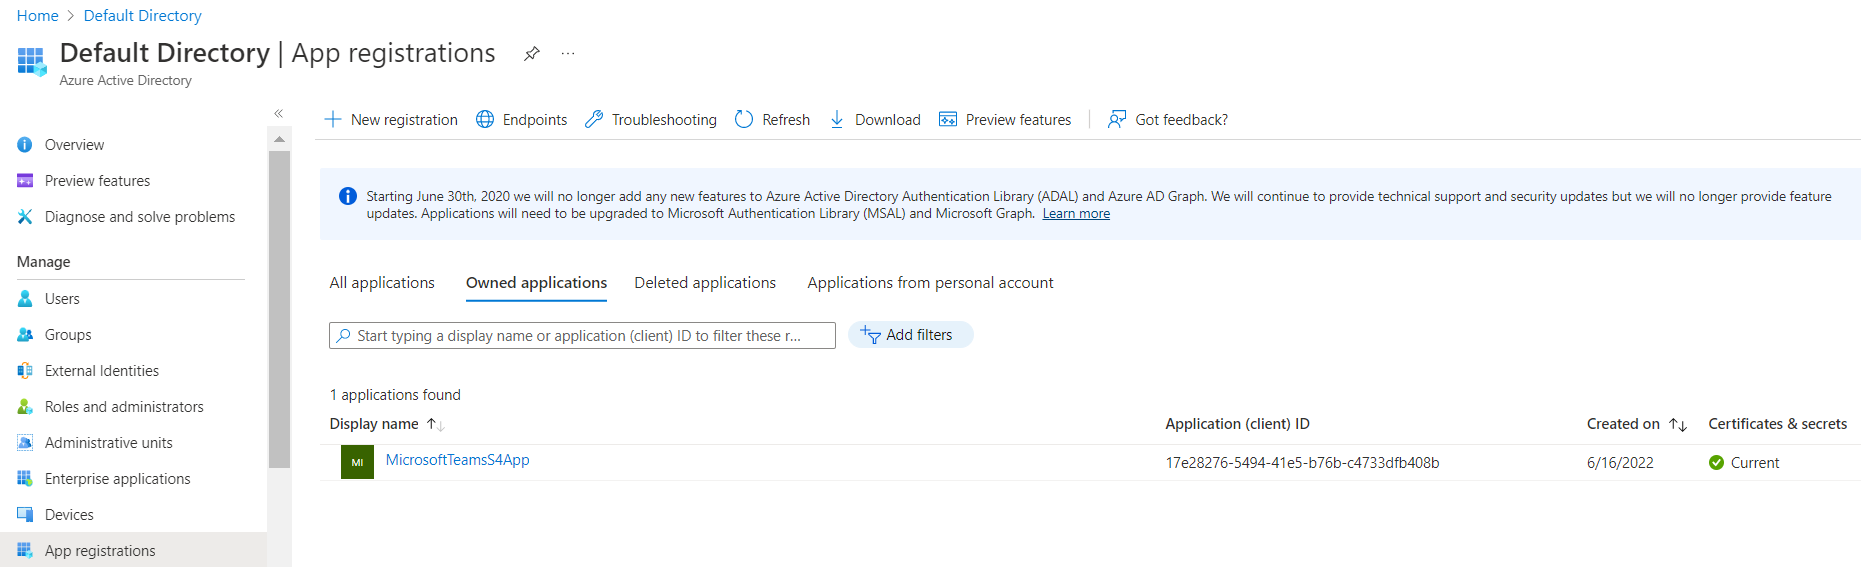 Home > Default Directory
Default Directory | App registrations ...
Azure Active Directory
«
Overview
Preview features
Diagnose and solve problems
Manage
Users
Groups
External Identities
Roles and administrators
Administrative units
Enterprise applications
Devices
App registrations
New registration Endpoints Troubleshooting Refresh Download Preview features Got feedback?
Starting June 30th, 2020 we will no longer add any new features to Azure Active Directory Authentication Library (ADAL) and Azure AD Graph. We will continue to provide technical support and security updates but we will no longer provide feature
updates. Applications will need to be upgraded to Microsoft Authentication Library (MSAL) and Microsoft Graph. Learn more
All applications Owned applications Deleted applications Applications from personal account
Start typing a display name or application (client) ID to filter these r... Add filters
1 applications found
Display name ↑↓ Application (client) ID Created on ↑↓ Certificates & secrets
MI MicrosoftTeamsS4App 17e28276-5494-41e5-b76b-c4733dfb408b 6/16/2022 Current